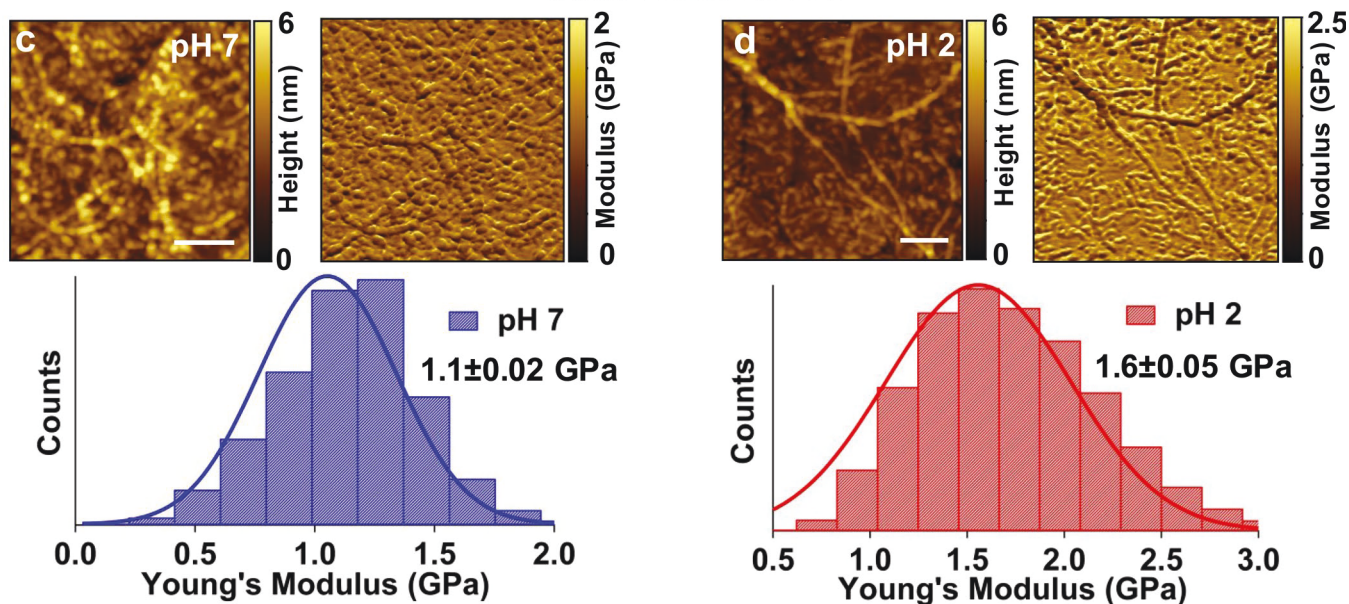 c
pH 7
6
Height (nm)
0
2
Modulus (GPa)
0
pH 7
1.1±0.02 GPa
Counts
0.0 0.5 1.0 1.5 2.0
Young's Modulus (GPa)
d
pH 2
6
Height (nm)
0
2.5
Modulus (GPa)
0
pH 2
1.6±0.05 GPa
Counts
0.5 1.0 1.5 2.0 2.5 3.0
Young's Modulus (GPa)